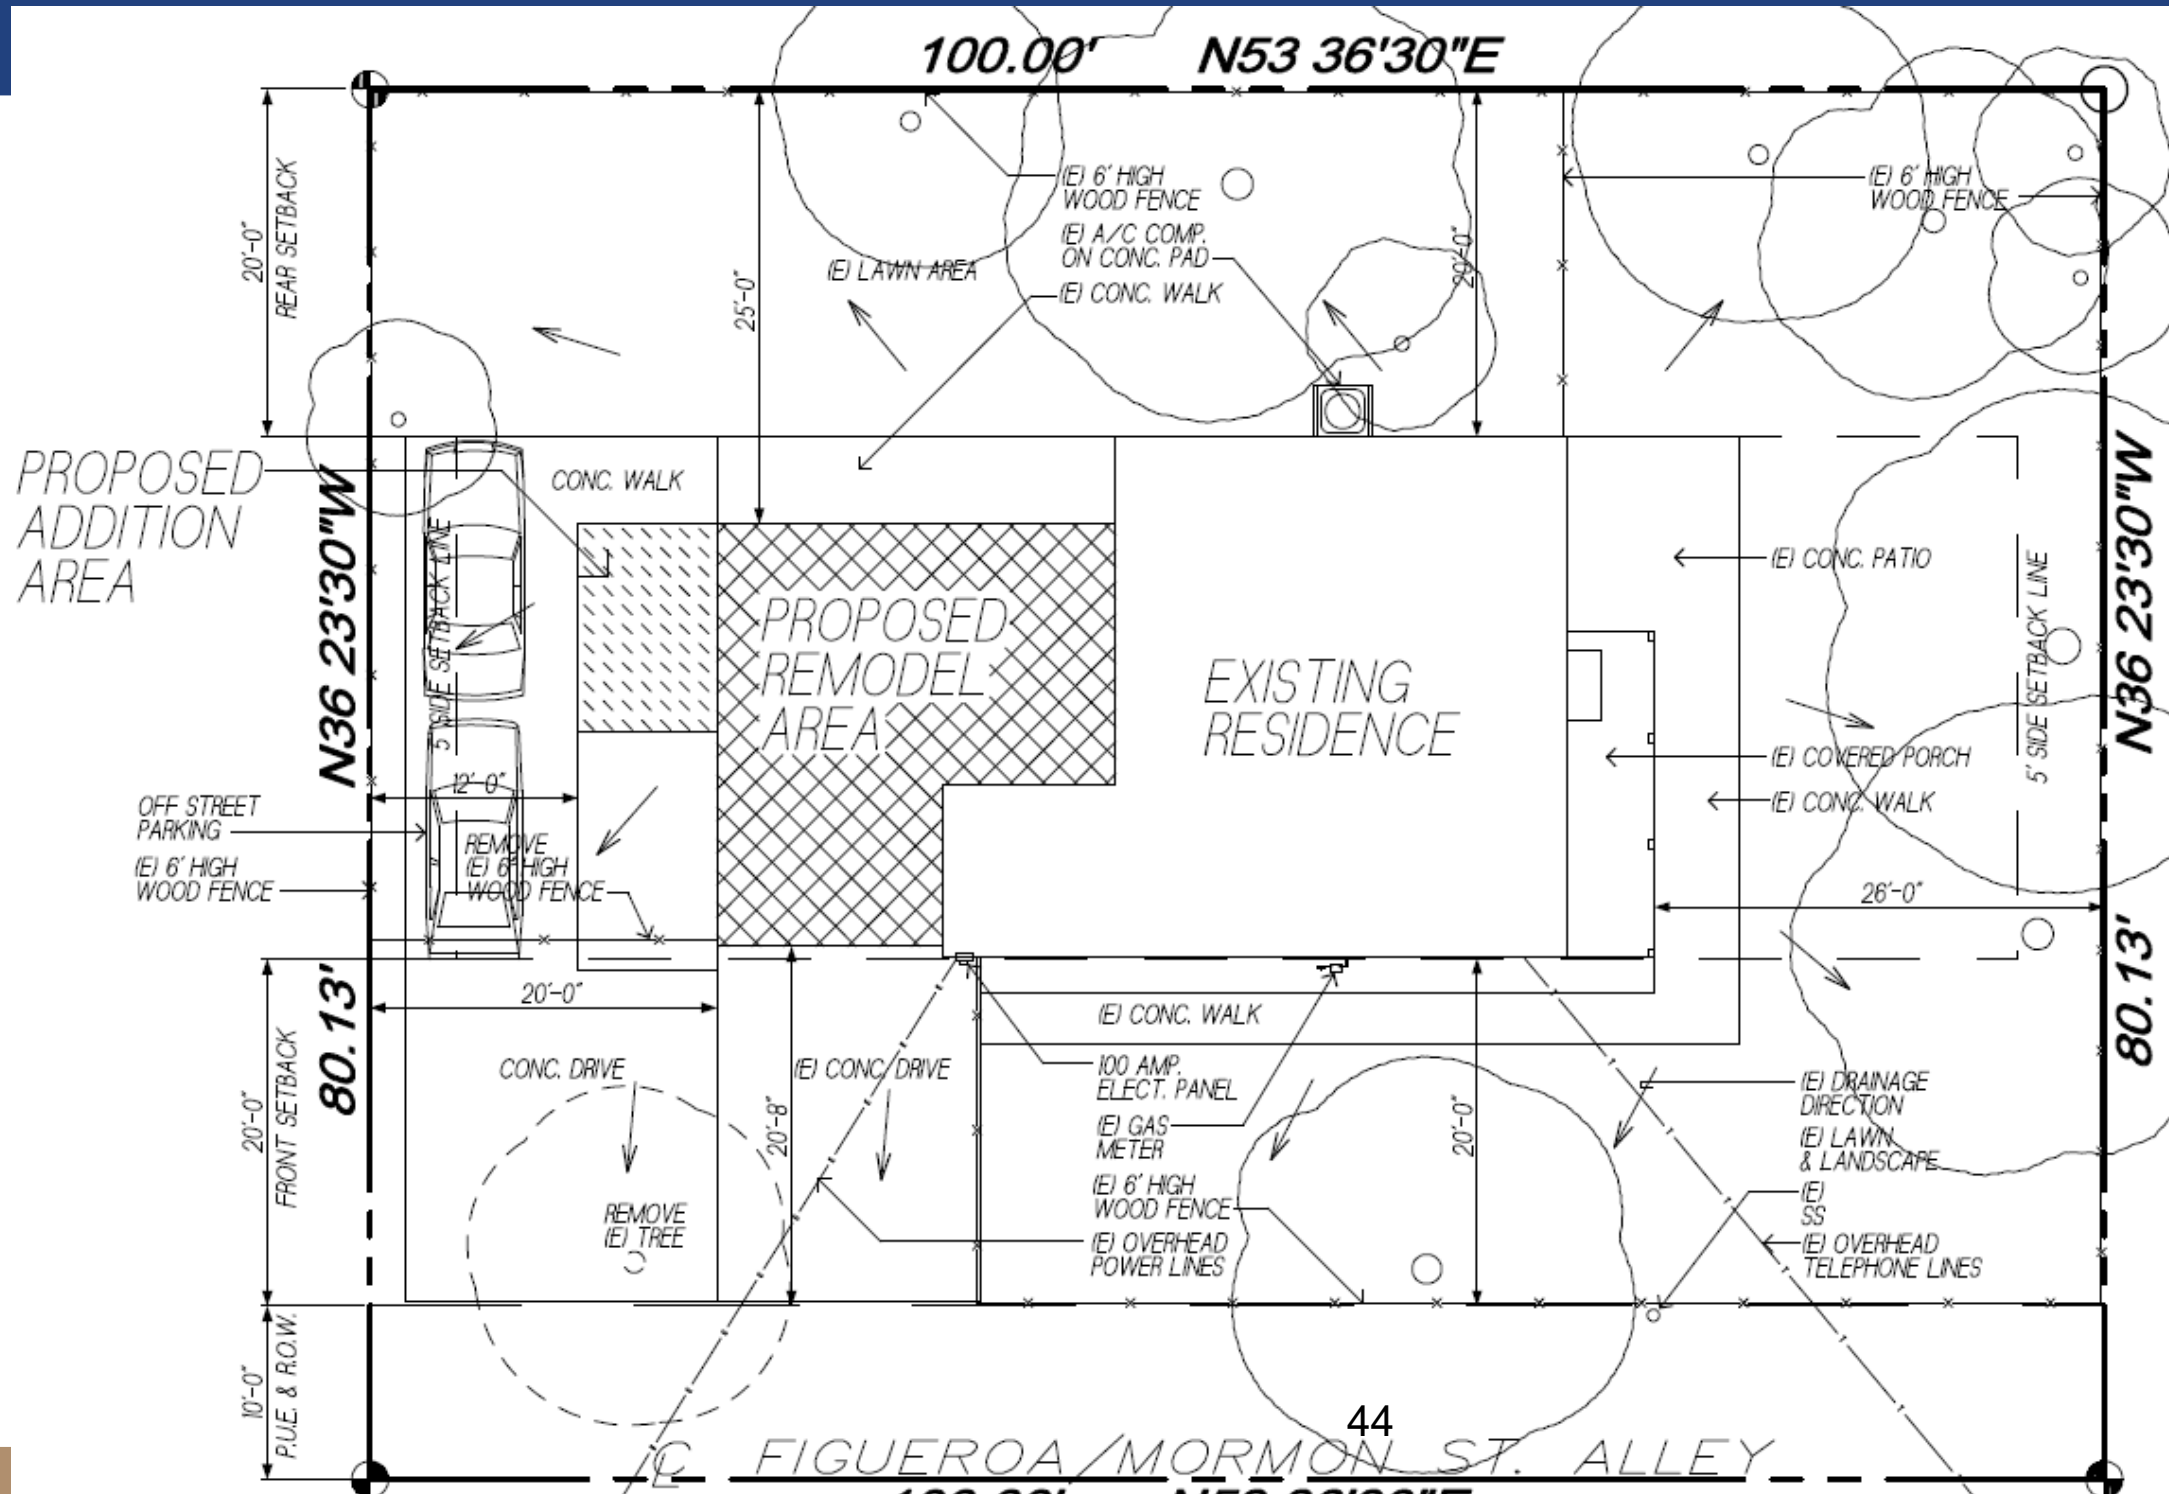 100.00' N53 36'30"E
20'-0"
REAR SETBACK
25'-0"
(E) 6' HIGH
WOOD FENCE
(E) A/C COMP.
ON CONC. PAD
(E) CONC. WALK
(E) LAWN AREA
(E) 6' HIGH
WOOD FENCE
PROPOSED
ADDITION
AREA
N36 23'30"W
CONC. WALK
5' SIDE SETBACK LINE
PROPOSED
REMODEL
AREA
EXISTING
RESIDENCE
(E) CONC. PATIO
(E) COVERED PORCH
(E) CONC. WALK
5' SIDE SETBACK LINE
N36 23'30"W
12'-0"
OFF STREET
PARKING
(E) 6' HIGH
WOOD FENCE
REMOVE
(E) 6' HIGH
WOOD FENCE
26'-0"
80.13'
80.13'
20'-0"
20'-0"
FRONT SETBACK
CONC. DRIVE
(E) CONC. DRIVE
20'-8"
REMOVE
(E) TREE
(E) CONC. WALK
100 AMP.
ELECT. PANEL
(E) GAS
METER
(E) 6' HIGH
WOOD FENCE
(E) OVERHEAD
POWER LINES
20'-0"
(E) DRAINAGE
DIRECTION
(E) LAWN
& LANDSCAPE
(E)
SS
(E) OVERHEAD
TELEPHONE LINES
10'-0"
P.U.E. & R.O.W.
44
CL FIGUEROA/MORMON ST. ALLEY